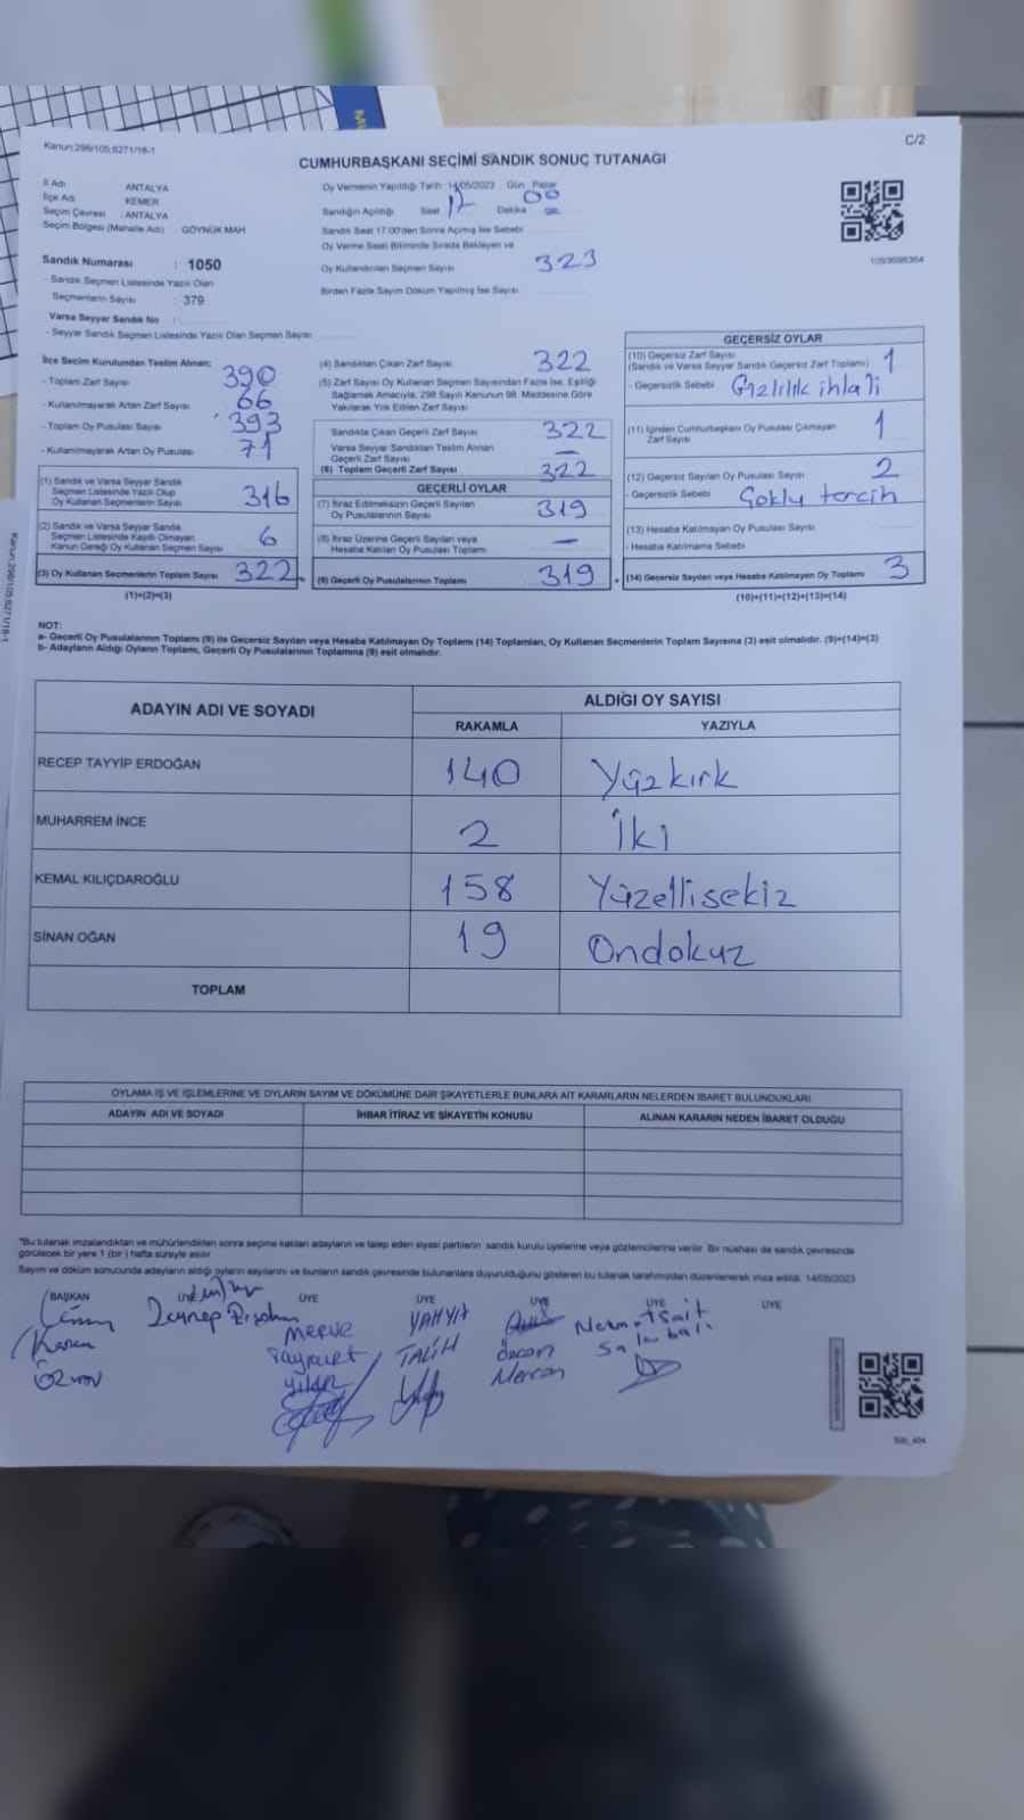 Kanun:298/105;6271/18-1
C/2
CUMHURBAŞKANI SEÇİMİ SANDIK SONUÇ TUTANAĞI
İl Adı ANTALYA
İlçe Adı KEMER
Seçim Çevresi : ANTALYA
Seçim Bölgesi (Mahalle Adı) GÖYNÜK MAH
Sandık Numarası : 1050
- Sandık Seçmen Listesinde Yazılı Olan
Seçmenlerin Sayısı : 379
Varsa Seyyar Sandık No :
- Seyyar Sandık Seçmen Listesinde Yazılı Olan Seçmen Sayısı
Oy Vermenin Yapıldığı Tarih : 14/05/2023 Gün : Pazar
Sandığın Açıldığı Saat 17 Dakika 00
Sandık Saat 17.00'den Sonra Açılmış İse Sebebi
Oy Verme Saati Bitiminde Sırada Bekleyen ve
Oy Kullandırılan Seçmen Sayısı 323
Birden Fazla Sayım Döküm Yapılmış İse Sayısı
İlçe Seçim Kurulundan Teslim Alınan:
- Toplam Zarf Sayısı 390
- Kullanılmayarak Artan Zarf Sayısı 66
- Toplam Oy Pusulası Sayısı 393
- Kullanılmayarak Artan Oy Pusulası 71
(1) Sandık ve Varsa Seyyar Sandık
Seçmen Listesinde Yazılı Olup
Oy Kullanan Seçmenlerin Sayısı 316
(2) Sandık ve Varsa Seyyar Sandık
Seçmen Listesinde Kayıtlı Olmayan
Kanun Gereği Oy Kullanan Seçmen Sayısı 6
(3) Oy Kullanan Seçmenlerin Toplam Sayısı 322
(1)+(2)=(3)
(4) Sandıktan Çıkan Zarf Sayısı 322
(5) Zarf Sayısı Oy Kullanan Seçmen Sayısından Fazla İse, Eşitliği
Sağlamak Amacıyla, 298 Sayılı Kanunun 98. Maddesine Göre
Yakılarak Yok Edilen Zarf Sayısı
Sandıkta Çıkan Geçerli Zarf Sayısı 322
Varsa Seyyar Sandıktan Teslim Alınan
Geçerli Zarf Sayısı —
(6) Toplam Geçerli Zarf Sayısı 322
GEÇERLİ OYLAR
(7) İtiraz Edilmeksizin Geçerli Sayılan
Oy Pusulalarının Sayısı 319
(8) İtiraz Üzerine Geçerli Sayılan veya
Hesaba Katılan Oy Pusulası Toplamı —
(9) Geçerli Oy Pusulalarının Toplamı 319
GEÇERSİZ OYLAR
(10) Geçersiz Zarf Sayısı
(Sandık ve Varsa Seyyar Sandık Geçersiz Zarf Toplamı) 1
- Geçersizlik Sebebi Gizlilik ihlali
(11) İçinden Cumhurbaşkanı Oy Pusulası Çıkmayan
Zarf Sayısı 1
(12) Geçersiz Sayılan Oy Pusulası Sayısı 2
- Geçersizlik Sebebi Çoklu tercih
(13) Hesaba Katılmayan Oy Pusulası Sayısı
- Hesaba Katılmama Sebebi
(14) Geçersiz Sayılan veya Hesaba Katılmayan Oy Toplamı 3
(10)+(11)+(12)+(13)=(14)
NOT:
a- Geçerli Oy Pusulalarının Toplamı (9) ile Geçersiz Sayılan veya Hesaba Katılmayan Oy Toplamı (14) Toplamları, Oy Kullanan Seçmenlerin Toplam Sayısına (3) eşit olmalıdır. (9)+(14)=(3)
b- Adayların Aldığı Oyların Toplamı, Geçerli Oy Pusulalarının Toplamına (9) eşit olmalıdır.
ADAYIN ADI VE SOYADI
ALDIĞI OY SAYISI
RAKAMLA YAZIYLA
RECEP TAYYİP ERDOĞAN 140 Yüzkırk
MUHARREM İNCE 2 İki
KEMAL KILIÇDAROĞLU 158 Yüzellisekiz
SİNAN OĞAN 19 Ondokuz
TOPLAM
OYLAMA İŞ VE İŞLEMLERİNE VE OYLARIN SAYIM VE DÖKÜMÜNE DAİR ŞİKAYETLERLE BUNLARA AİT KARARLARIN NELERDEN İBARET BULUNDUKLARI
ADAYIN ADI VE SOYADI İHBAR İTİRAZ VE ŞİKAYETİN KONUSU ALINAN KARARIN NEDEN İBARET OLDUĞU
"Bu tutanak imzalandıktan ve mühürlendikten sonra seçime katılan adayların ve talep eden siyasi partilerin sandık kurulu üyelerine veya gözlemcilerine verilir. Bir nüshası da sandık çevresinde
görülecek bir yere 1 (bir) hafta süreyle asılır
Sayım ve döküm sonucunda adayların aldığı oyların sayılarını ve bunların sandık çevresinde bulunanlara duyurulduğunu gösteren bu tutanak tarafımızdan düzenlenerek imza edildi. 14/05/2023
BAŞKAN ÜYE ÜYE ÜYE ÜYE ÜYE
Zeynep
MERVE
YAHYA
TALİH